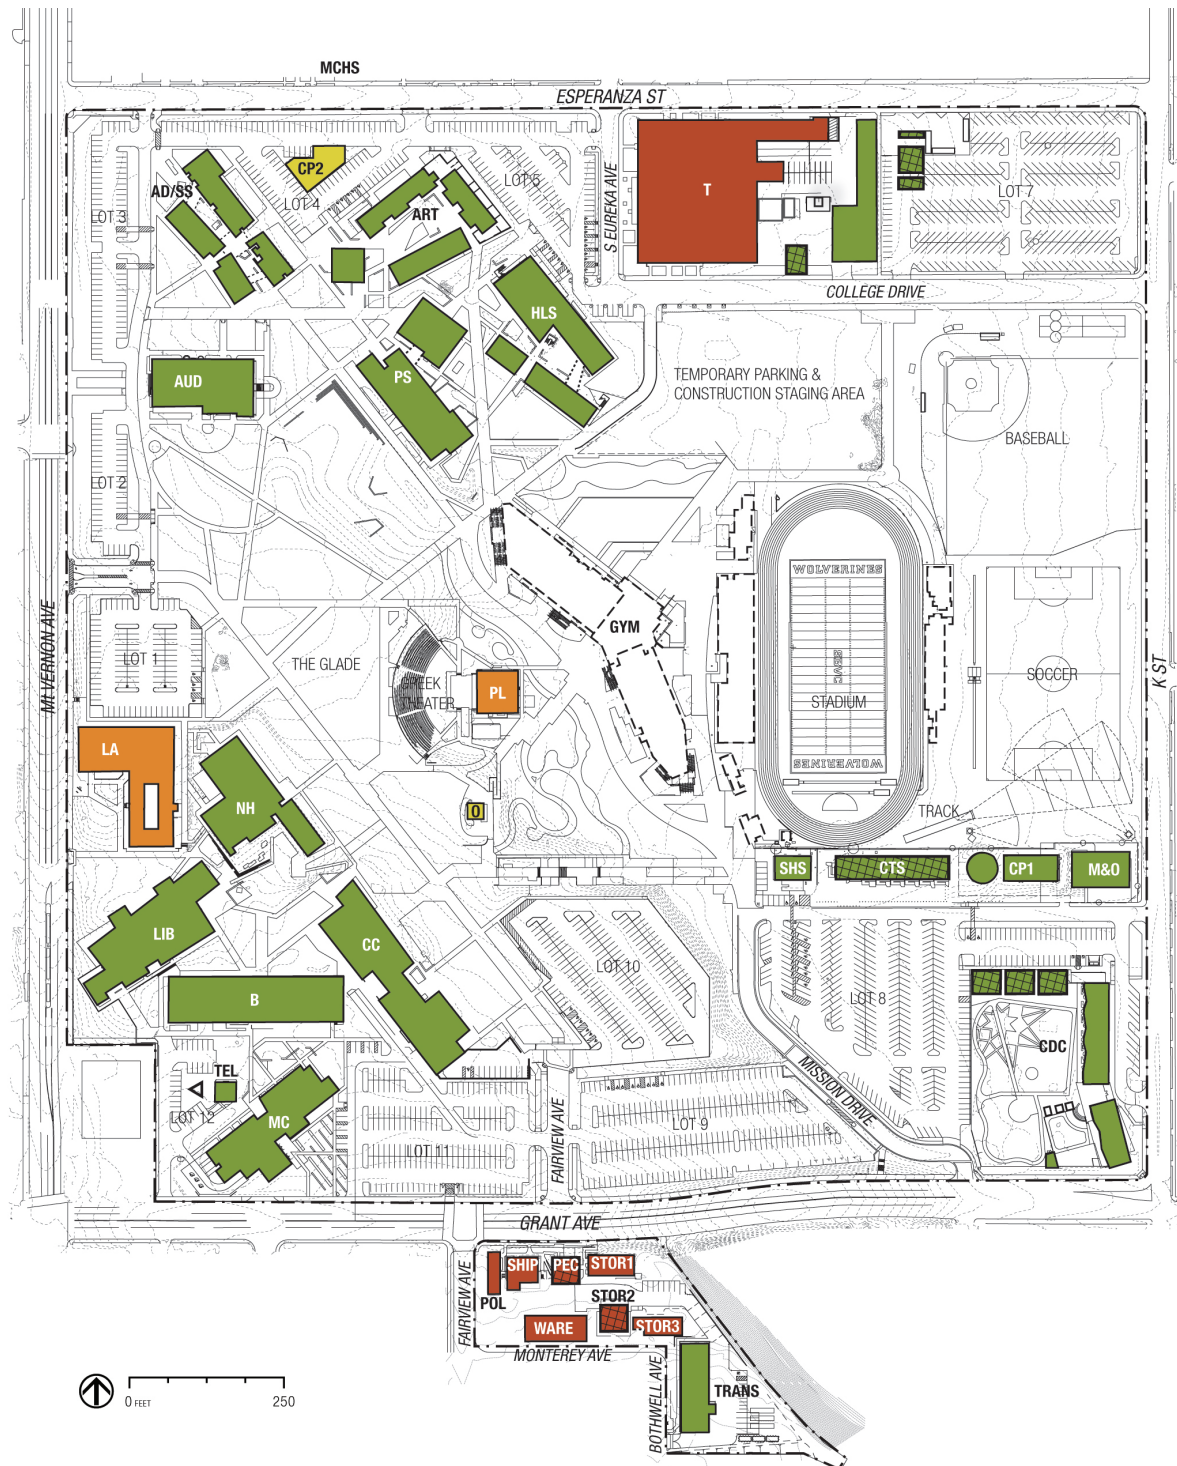 MCHS
ESPERANZA ST
CP2
AD/SS
LOT 3
LOT 4
LOT 5
ART
S EUREKA AVE
T
LOT 7
COLLEGE DRIVE
HLS
PS
AUD
TEMPORARY PARKING &
CONSTRUCTION STAGING AREA
BASEBALL
LOT 2
WOLVERINES
GYM
LOT 1
THE GLADE
GREEK
THEATER
PL
SBVC
STADIUM
SOCCER
Mt VERNON AVE
K ST
LA
NH
WOLVERINES
O
TRACK
SHS
CTS
CP1
M&O
LIB
CC
LOT 10
B
LOT 8
CDC
MISSION DRIVE
TEL
LOT 12
MC
LOT 11
FAIRVIEW AVE
LOT 9
GRANT AVE
SHIP
PEC
STOR1
POL
STOR2
FAIRVIEW AVE
WARE
STOR3
MONTEREY AVE
BOTHWELL AVE
TRANS
0 FEET
250